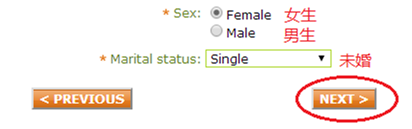 * Sex: Female 女生
Male 男生
* Marital status: Single 未婚
< PREVIOUS NEXT >